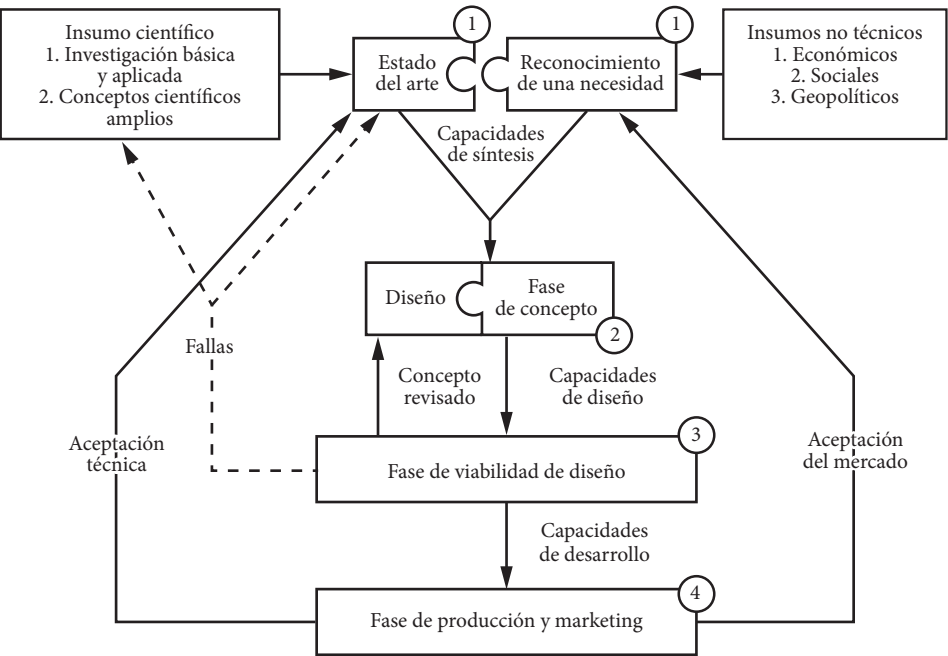 Insumo científico
1. Investigación básica
y aplicada
2. Conceptos científicos
amplios
1
Estado
del arte
1
Reconocimiento
de una necesidad
Insumos no técnicos
1. Económicos
2. Sociales
3. Geopolíticos
Capacidades
de síntesis
Diseño
Fase
de concepto
2
Fallas
Concepto
revisado
Capacidades
de diseño
Aceptación
técnica
3
Fase de viabilidad de diseño
Aceptación
del mercado
Capacidades
de desarrollo
4
Fase de producción y marketing